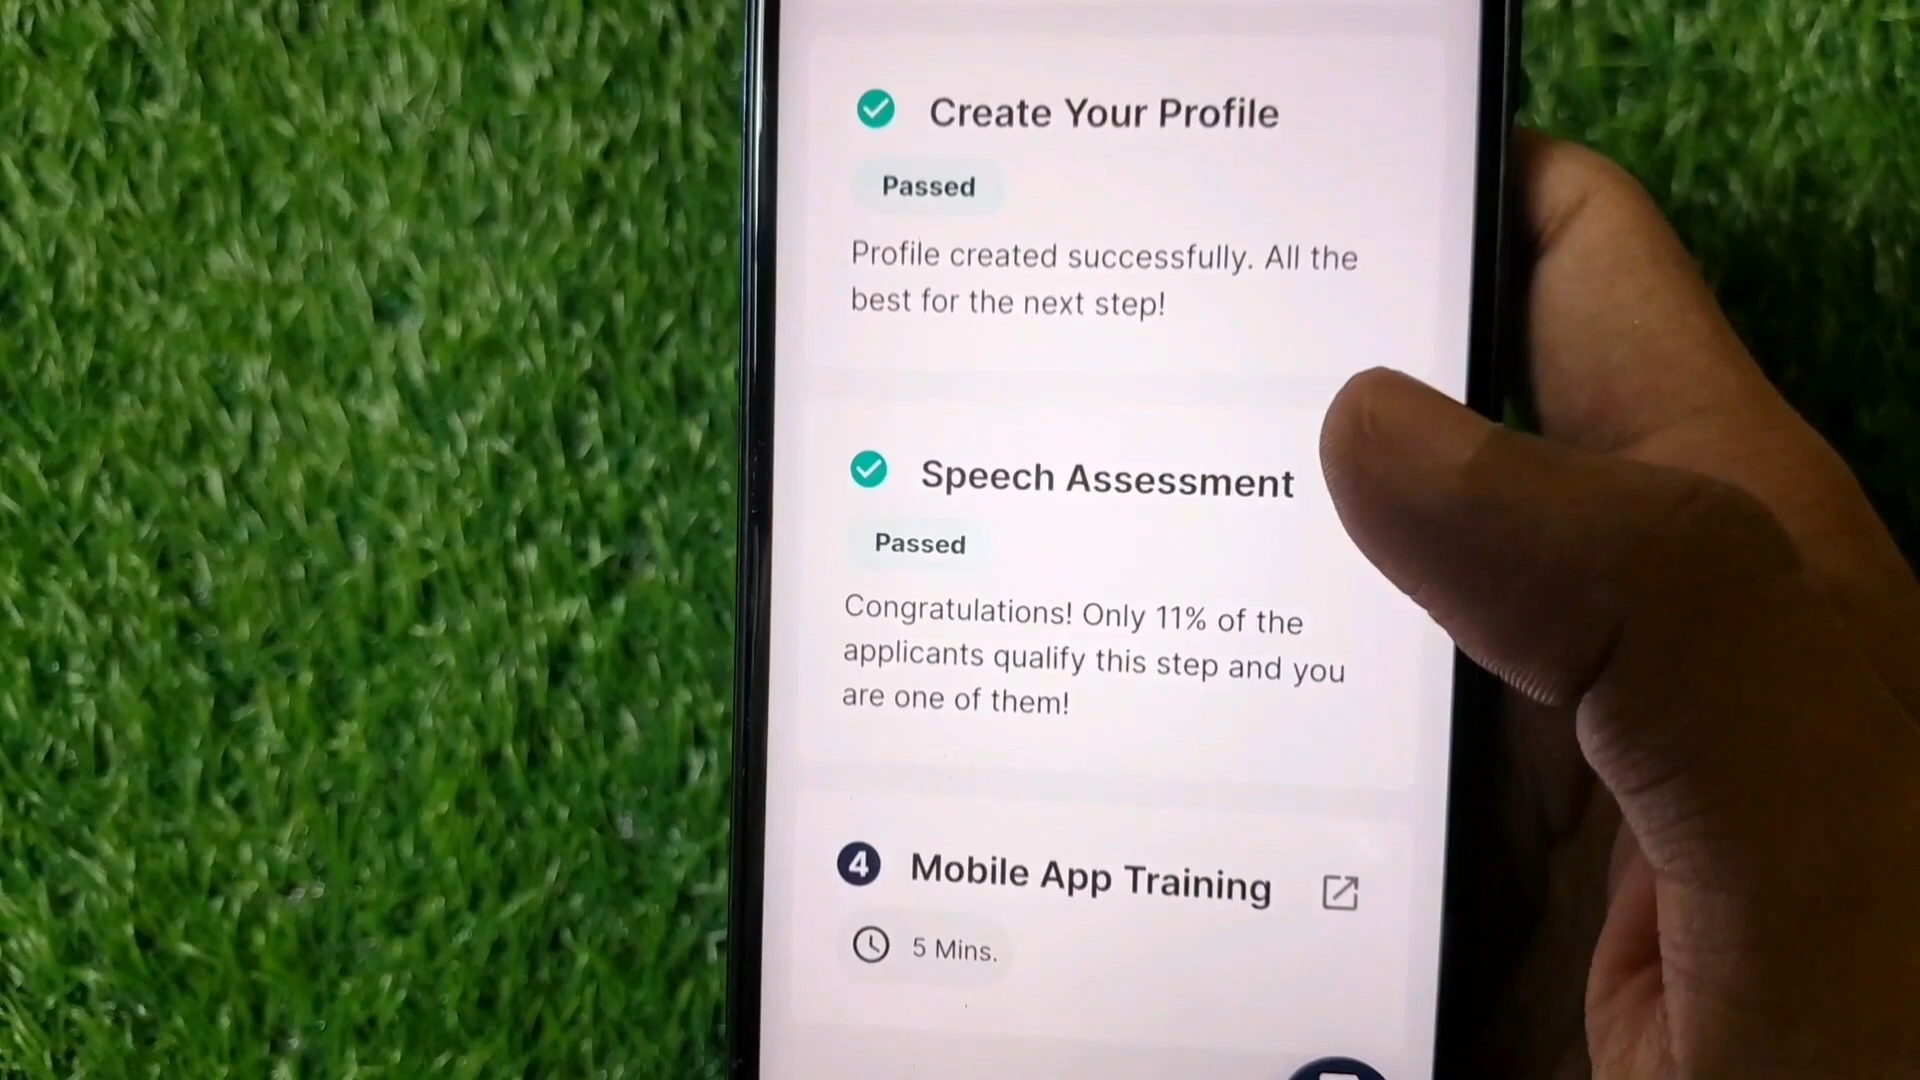 Create Your Profile
Passed
Profile created successfully. All the
best for the next step!
Speech Assessment
Passed
Congratulations! Only 11% of the
applicants qualify this step and you
are one of them!
4 Mobile App Training
5 Mins.